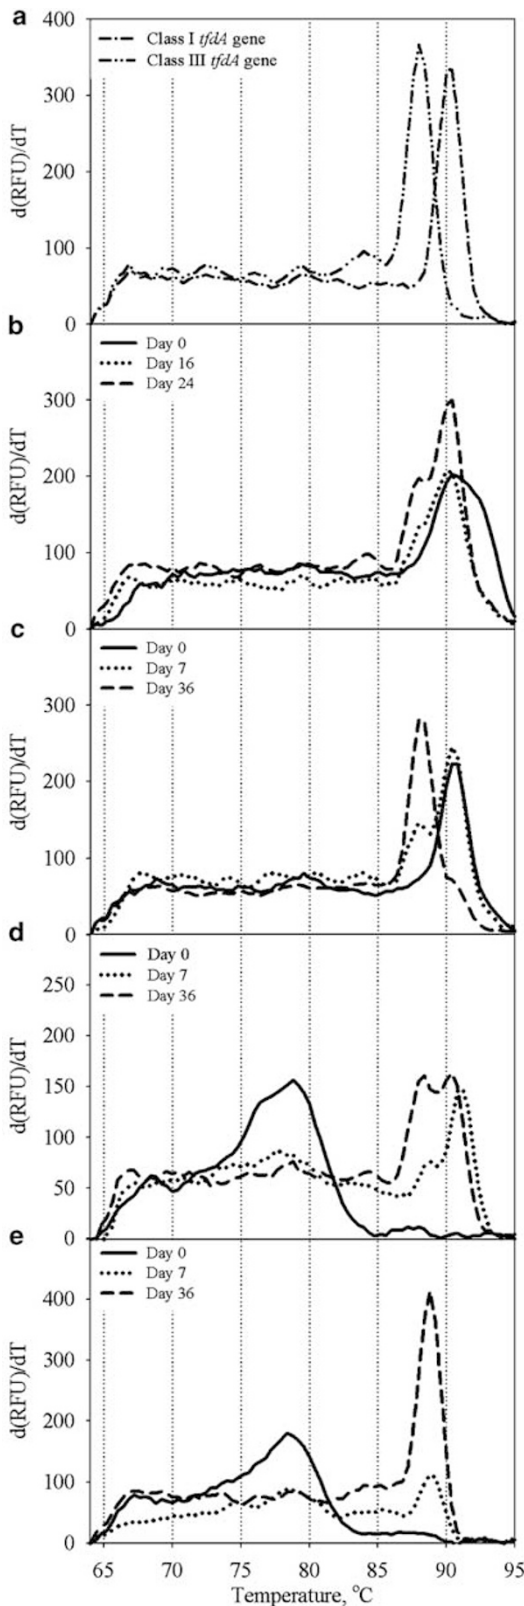 a
400
300
200
100
0
d(RFU)/dT
Class I tfdA gene
Class III tfdA gene
b
300
200
100
0
d(RFU)/dT
Day 0
Day 16
Day 24
c
300
200
100
0
d(RFU)/dT
Day 0
Day 7
Day 36
d
250
150
100
50
0
d(RFU)/dT
Day 0
Day 7
Day 36
e
400
300
200
100
0
d(RFU)/dT
Day 0
Day 7
Day 36
65 70 75 80 85 90 95
Temperature, °C